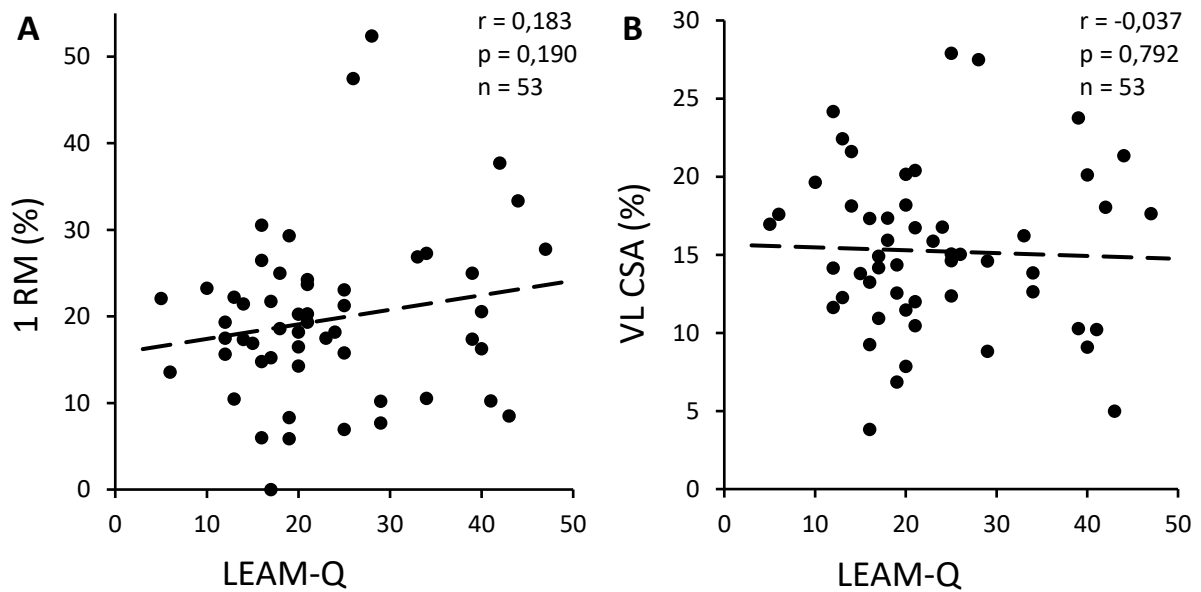 A
r = 0,183
p = 0,190
n = 53
1 RM (%)
50
40
30
20
10
0
0 10 20 30 40 50
LEAM-Q
B
r = -0,037
p = 0,792
n = 53
VL CSA (%)
30
25
20
15
10
5
0
0 10 20 30 40 50
LEAM-Q